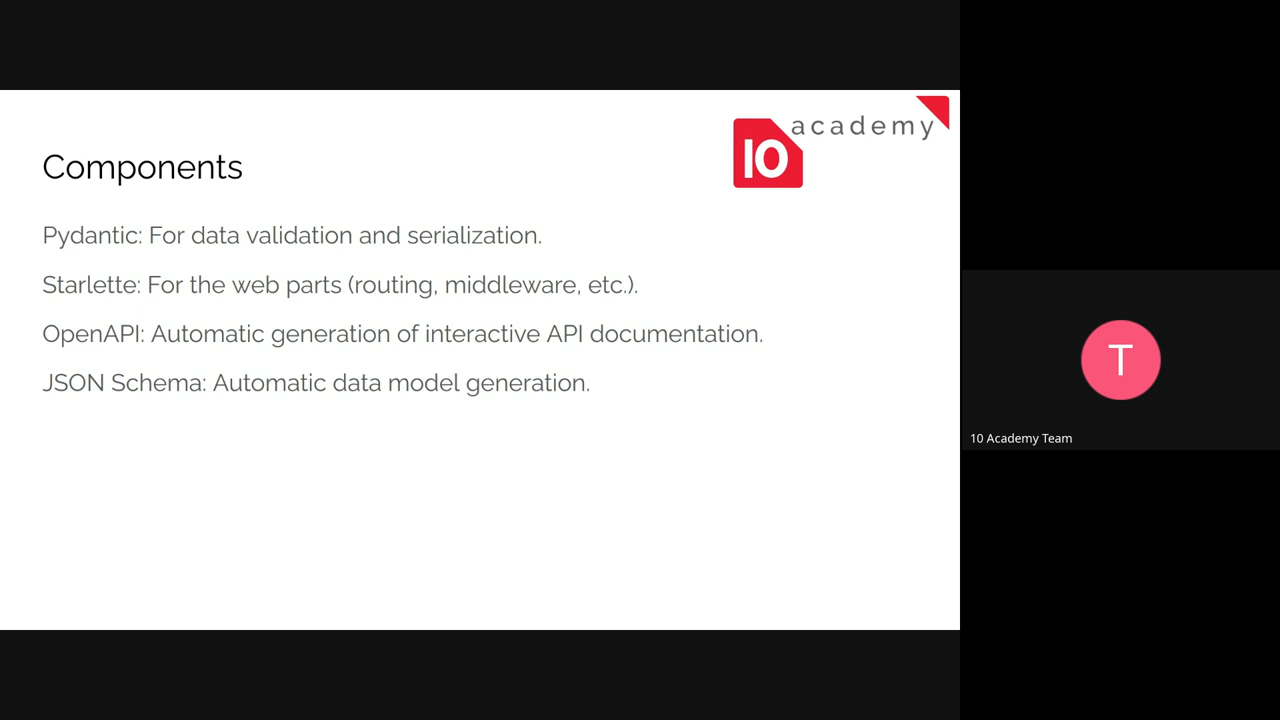 10 academy
Components
Pydantic: For data validation and serialization.
Starlette: For the web parts (routing, middleware, etc.).
OpenAPI: Automatic generation of interactive API documentation.
JSON Schema: Automatic data model generation.
T
10 Academy Team